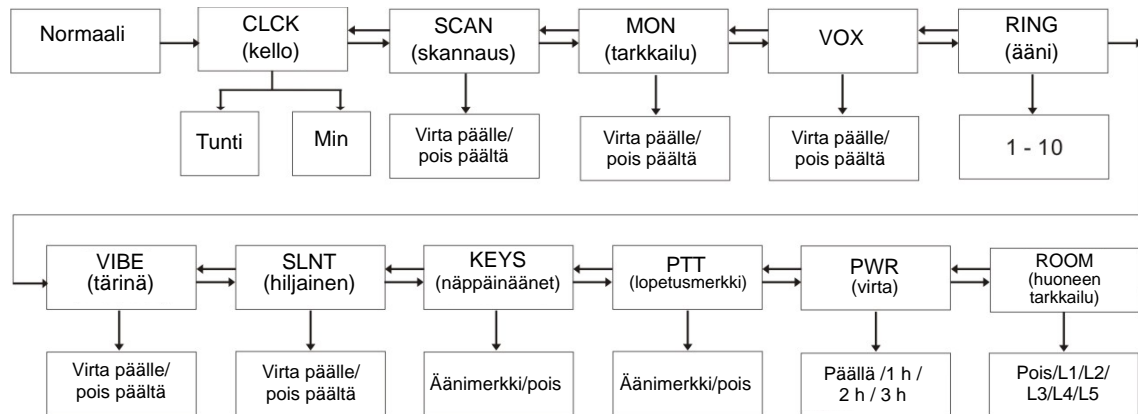 Normaali
CLCK
(kello)
SCAN
(skannaus)
MON
(tarkkailu)
VOX
RING
(ääni)
Tunti
Min
Virta päälle/
pois päältä
Virta päälle/
pois päältä
Virta päälle/
pois päältä
1 - 10
VIBE
(tärinä)
SLNT
(hiljainen)
KEYS
(näppäinäänet)
PTT
(lopetusmerkki)
PWR
(virta)
ROOM
(huoneen
tarkkailu)
Virta päälle/
pois päältä
Virta päälle/
pois päältä
Äänimerkki/pois
Äänimerkki/pois
Päällä /1 h /
2 h / 3 h
Pois/L1/L2/
L3/L4/L5